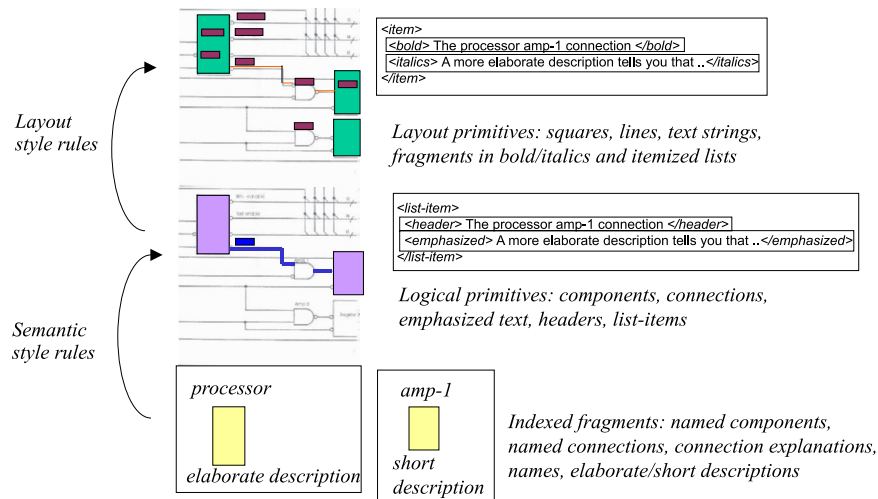 <item>
<bold> The processor amp-1 connection </bold>
<italics> A more elaborate description tells you that ..</italics>
</item>
Layout
style rules
Layout primitives: squares, lines, text strings,
fragments in bold/italics and itemized lists
<list-item>
<header> The processor amp-1 connection </header>
<emphasized> A more elaborate description tells you that ..</emphasized>
</list-item>
Logical primitives: components, connections,
emphasized text, headers, list-items
Semantic
style rules
processor
elaborate description
amp-1
short
description
Indexed fragments: named components,
named connections, connection explanations,
names, elaborate/short descriptions